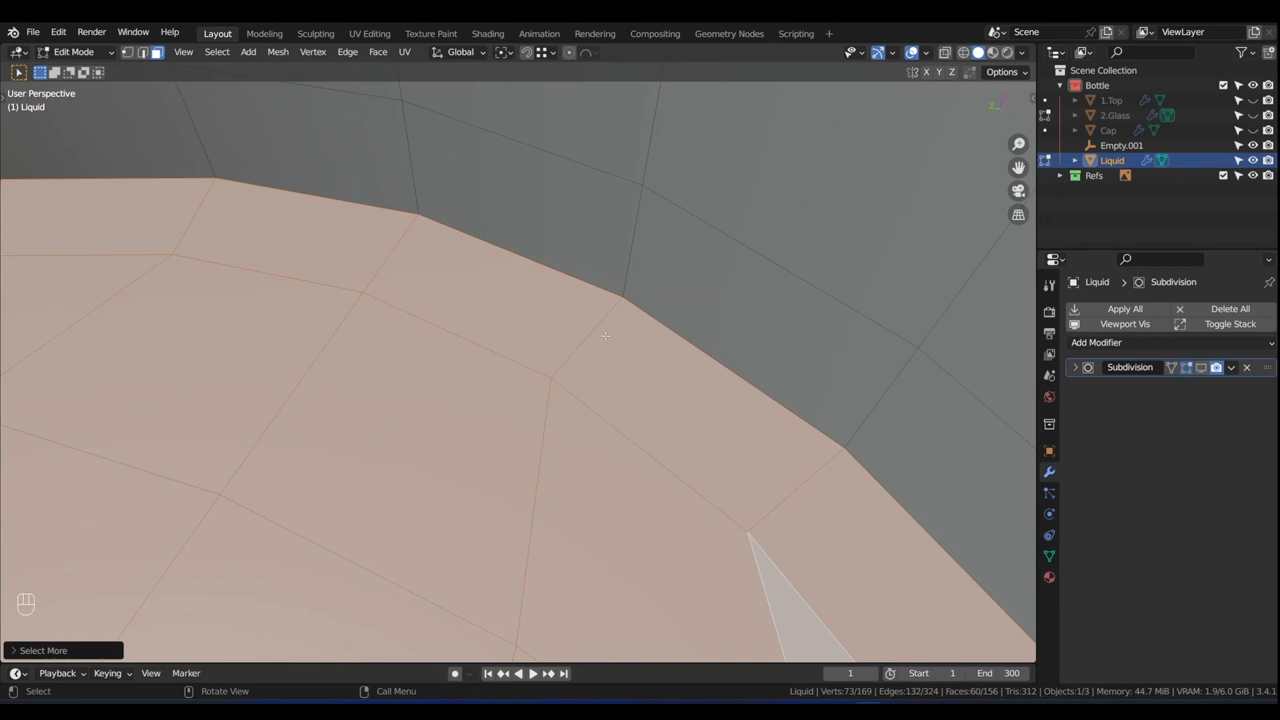 File Edit Render Window Help Layout Modeling Sculpting UV Editing Texture Paint Shading Animation Rendering Compositing Geometry Nodes Scripting + Scene ViewLayer
Edit Mode View Select Add Mesh Vertex Edge Face UV Global
X Y Z Options
User Perspective
(1) Liquid
Scene Collection
Bottle
1.Top
2.Glass
Cap
Empty.001
Liquid
Refs
Liquid > Subdivision
Apply All Delete All
Viewport Vis Toggle Stack
Add Modifier
Subdivision
Select More
Playback Keying View Marker 1 Start 1 End 300
Select Rotate View Call Menu Liquid | Verts:73/169 | Edges:132/324 | Faces:60/156 | Tris:312 | Objects:1/3 | Memory: 44.7 MiB | VRAM: 1.9/6.0 GiB | 3.4.1